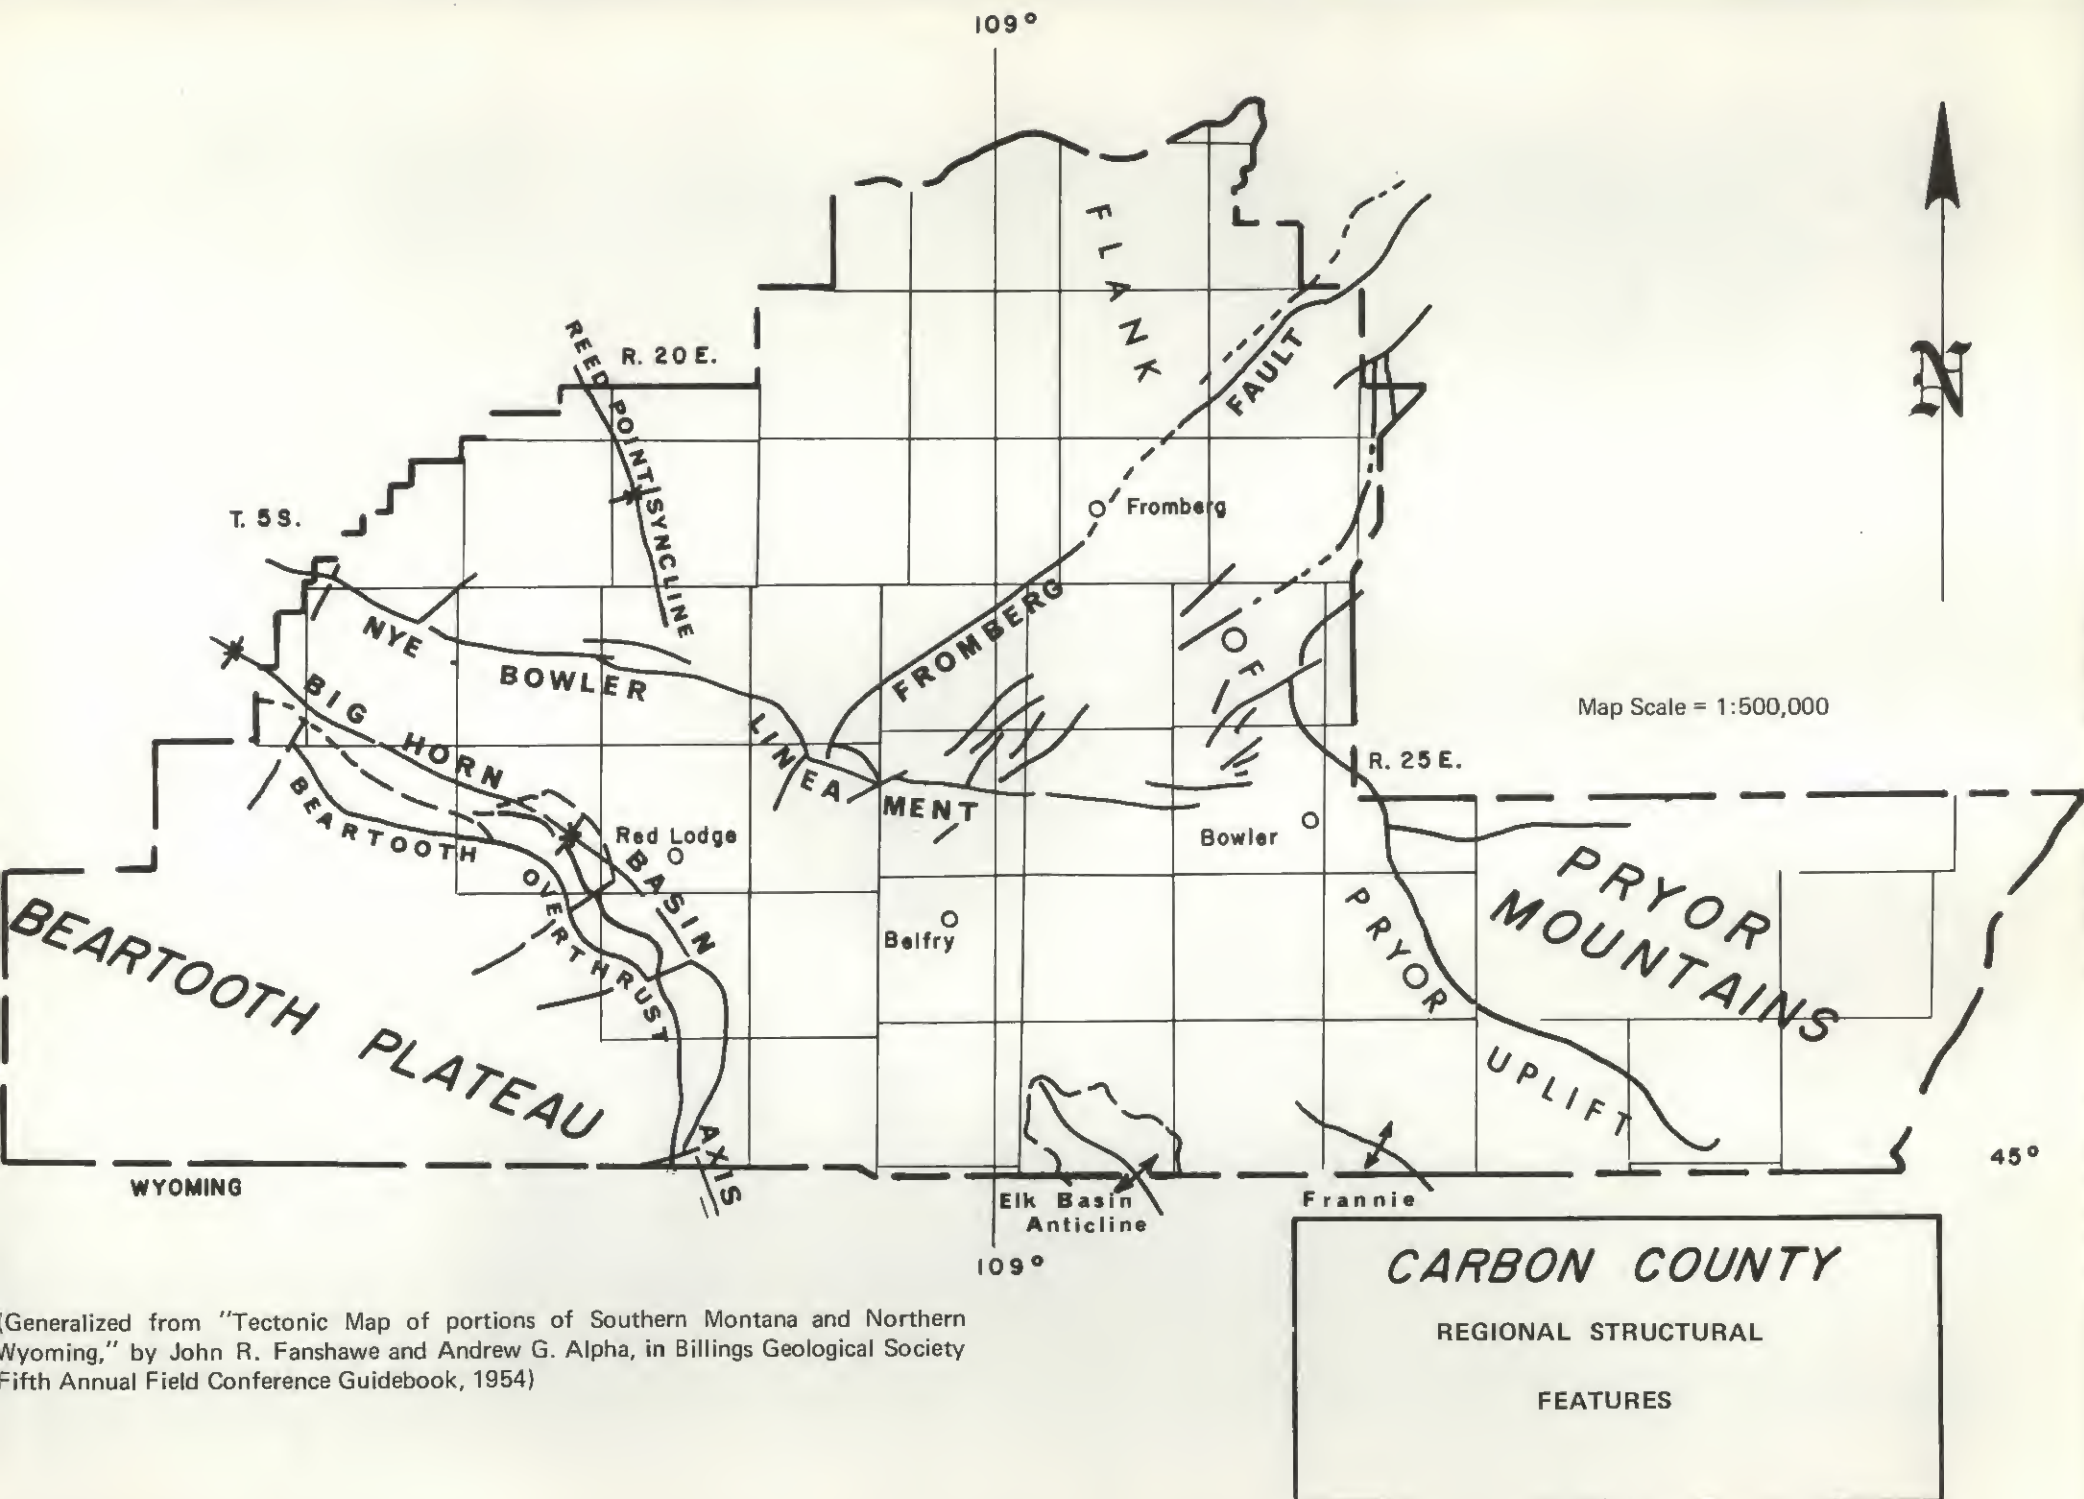 109°
FLANK
REED POINT SYNCLINE
R. 20 E.
FAULT
T. 5 S.
Fromberg
NYE BOWLER LINEAMENT
FROMBERG
OF
N
Map Scale = 1:500,000
BIG HORN BASIN AXIS
R. 25 E.
BEARTOOTH OVERTHRUST
Red Lodge
Bowler
PRYOR
MOUNTAINS
Belfry
PRYOR UPLIFT
BEARTOOTH PLATEAU
WYOMING
45°
Elk Basin
Anticline
Frannie
109°
CARBON COUNTY
REGIONAL STRUCTURAL
FEATURES
(Generalized from "Tectonic Map of portions of Southern Montana and Northern
Wyoming," by John R. Fanshawe and Andrew G. Alpha, in Billings Geological Society
Fifth Annual Field Conference Guidebook, 1954)